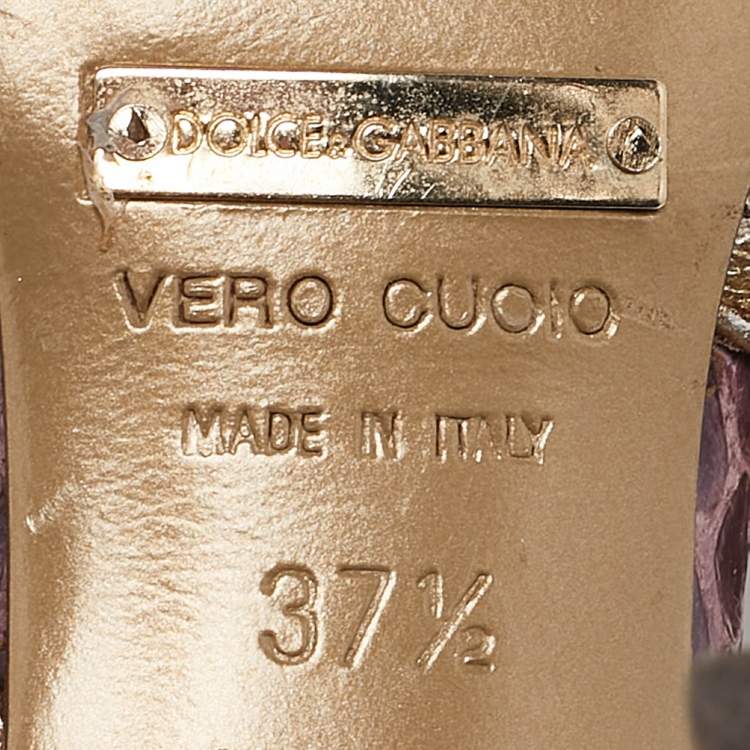 DOLCE&GABBANA
VERO CUOIO
MADE IN ITALY
37½